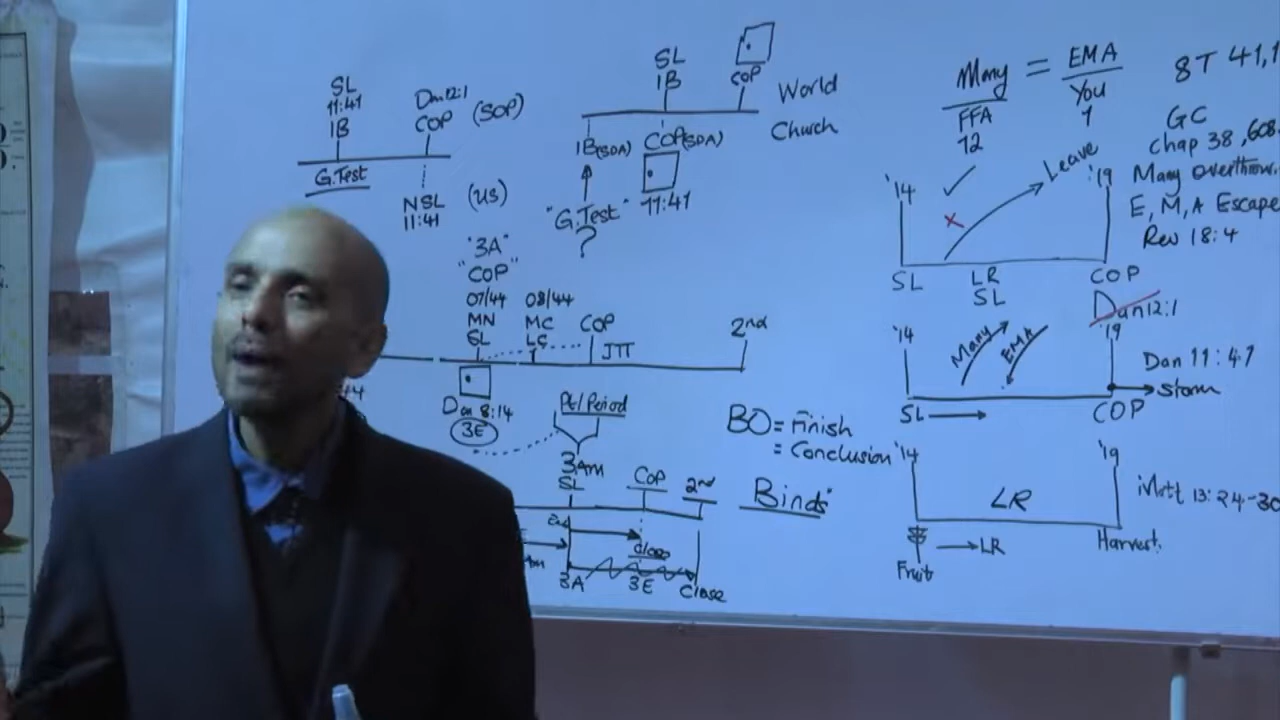 SL
11:41
IB
Dan 12:1
COP
(SOP)
G.Test
NSL
11:41
(US)
SL
IB
COP
World
IB(SDA)
COP(SDA)
Church
"G.Test"
?
11:41
"3A"
"COP"
07/44
MN
SL
08/44
MC
LC
COP
JTT
2nd
Dan 8:14
3E
Pt/Period
3AM
SL
COP
2nd
"Binds"
close
3A
3E
Close
BO = Finish
= Conclusion
Many = EMA
FFA
12
You
8T 41,1
GC
chap 38, 608
Many overthrow.
E, M, A Escape
Rev 18:4
'14
Leave
'19
SL
LR
SL
COP
Dan 12:1
'14
Many
EMA
'19
Dan 11:41
Storm
SL
COP
'14
LR
'19
Matt 13:24-30
LR
Fruit
Harvest